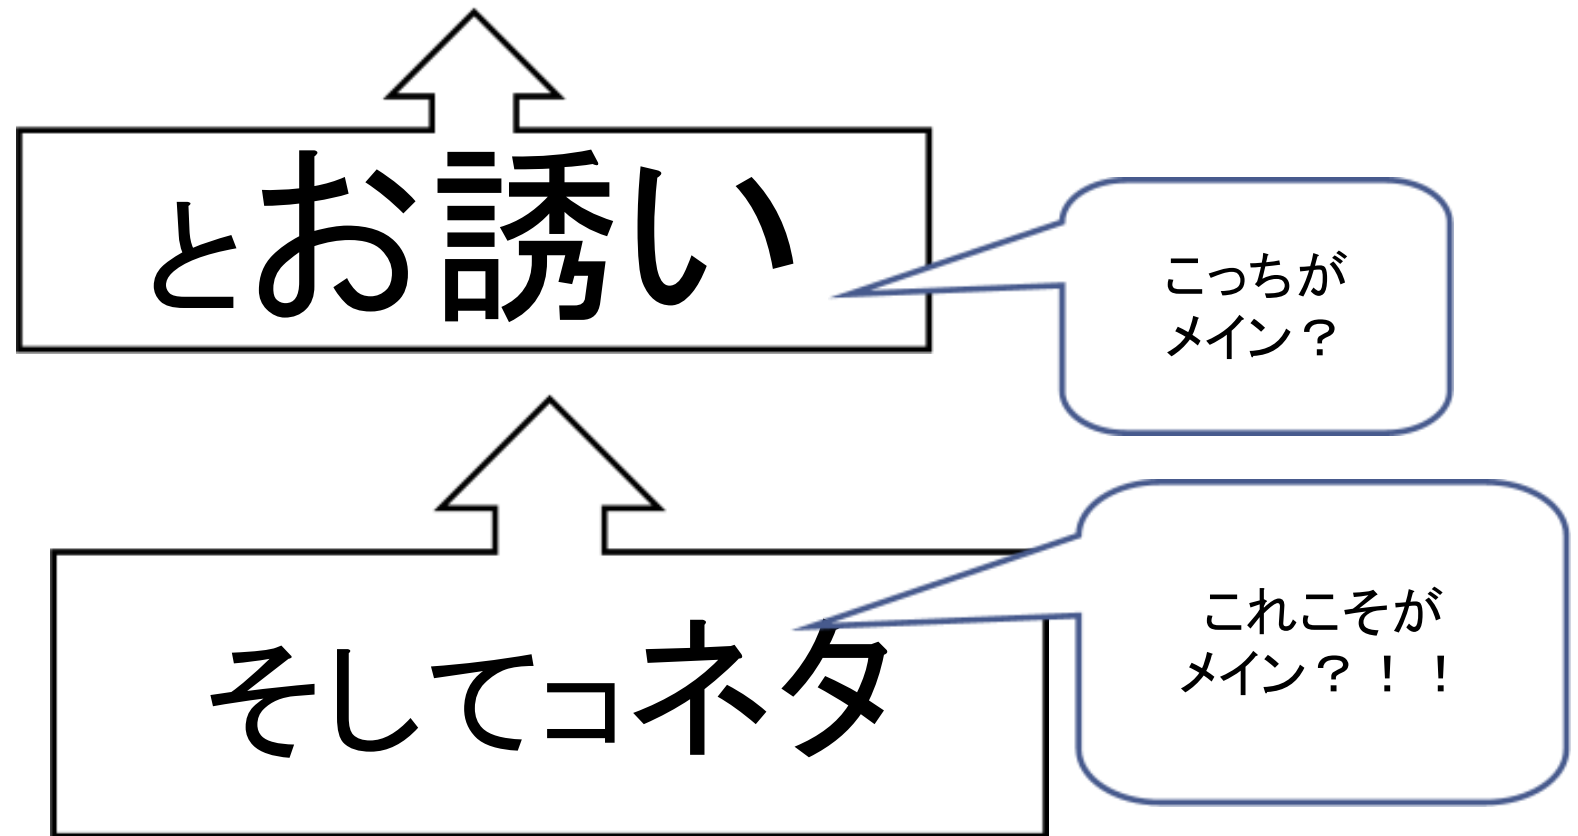 とお誘い
こっちが
メイン？
そしてコネタ
これこそが
メイン？！！